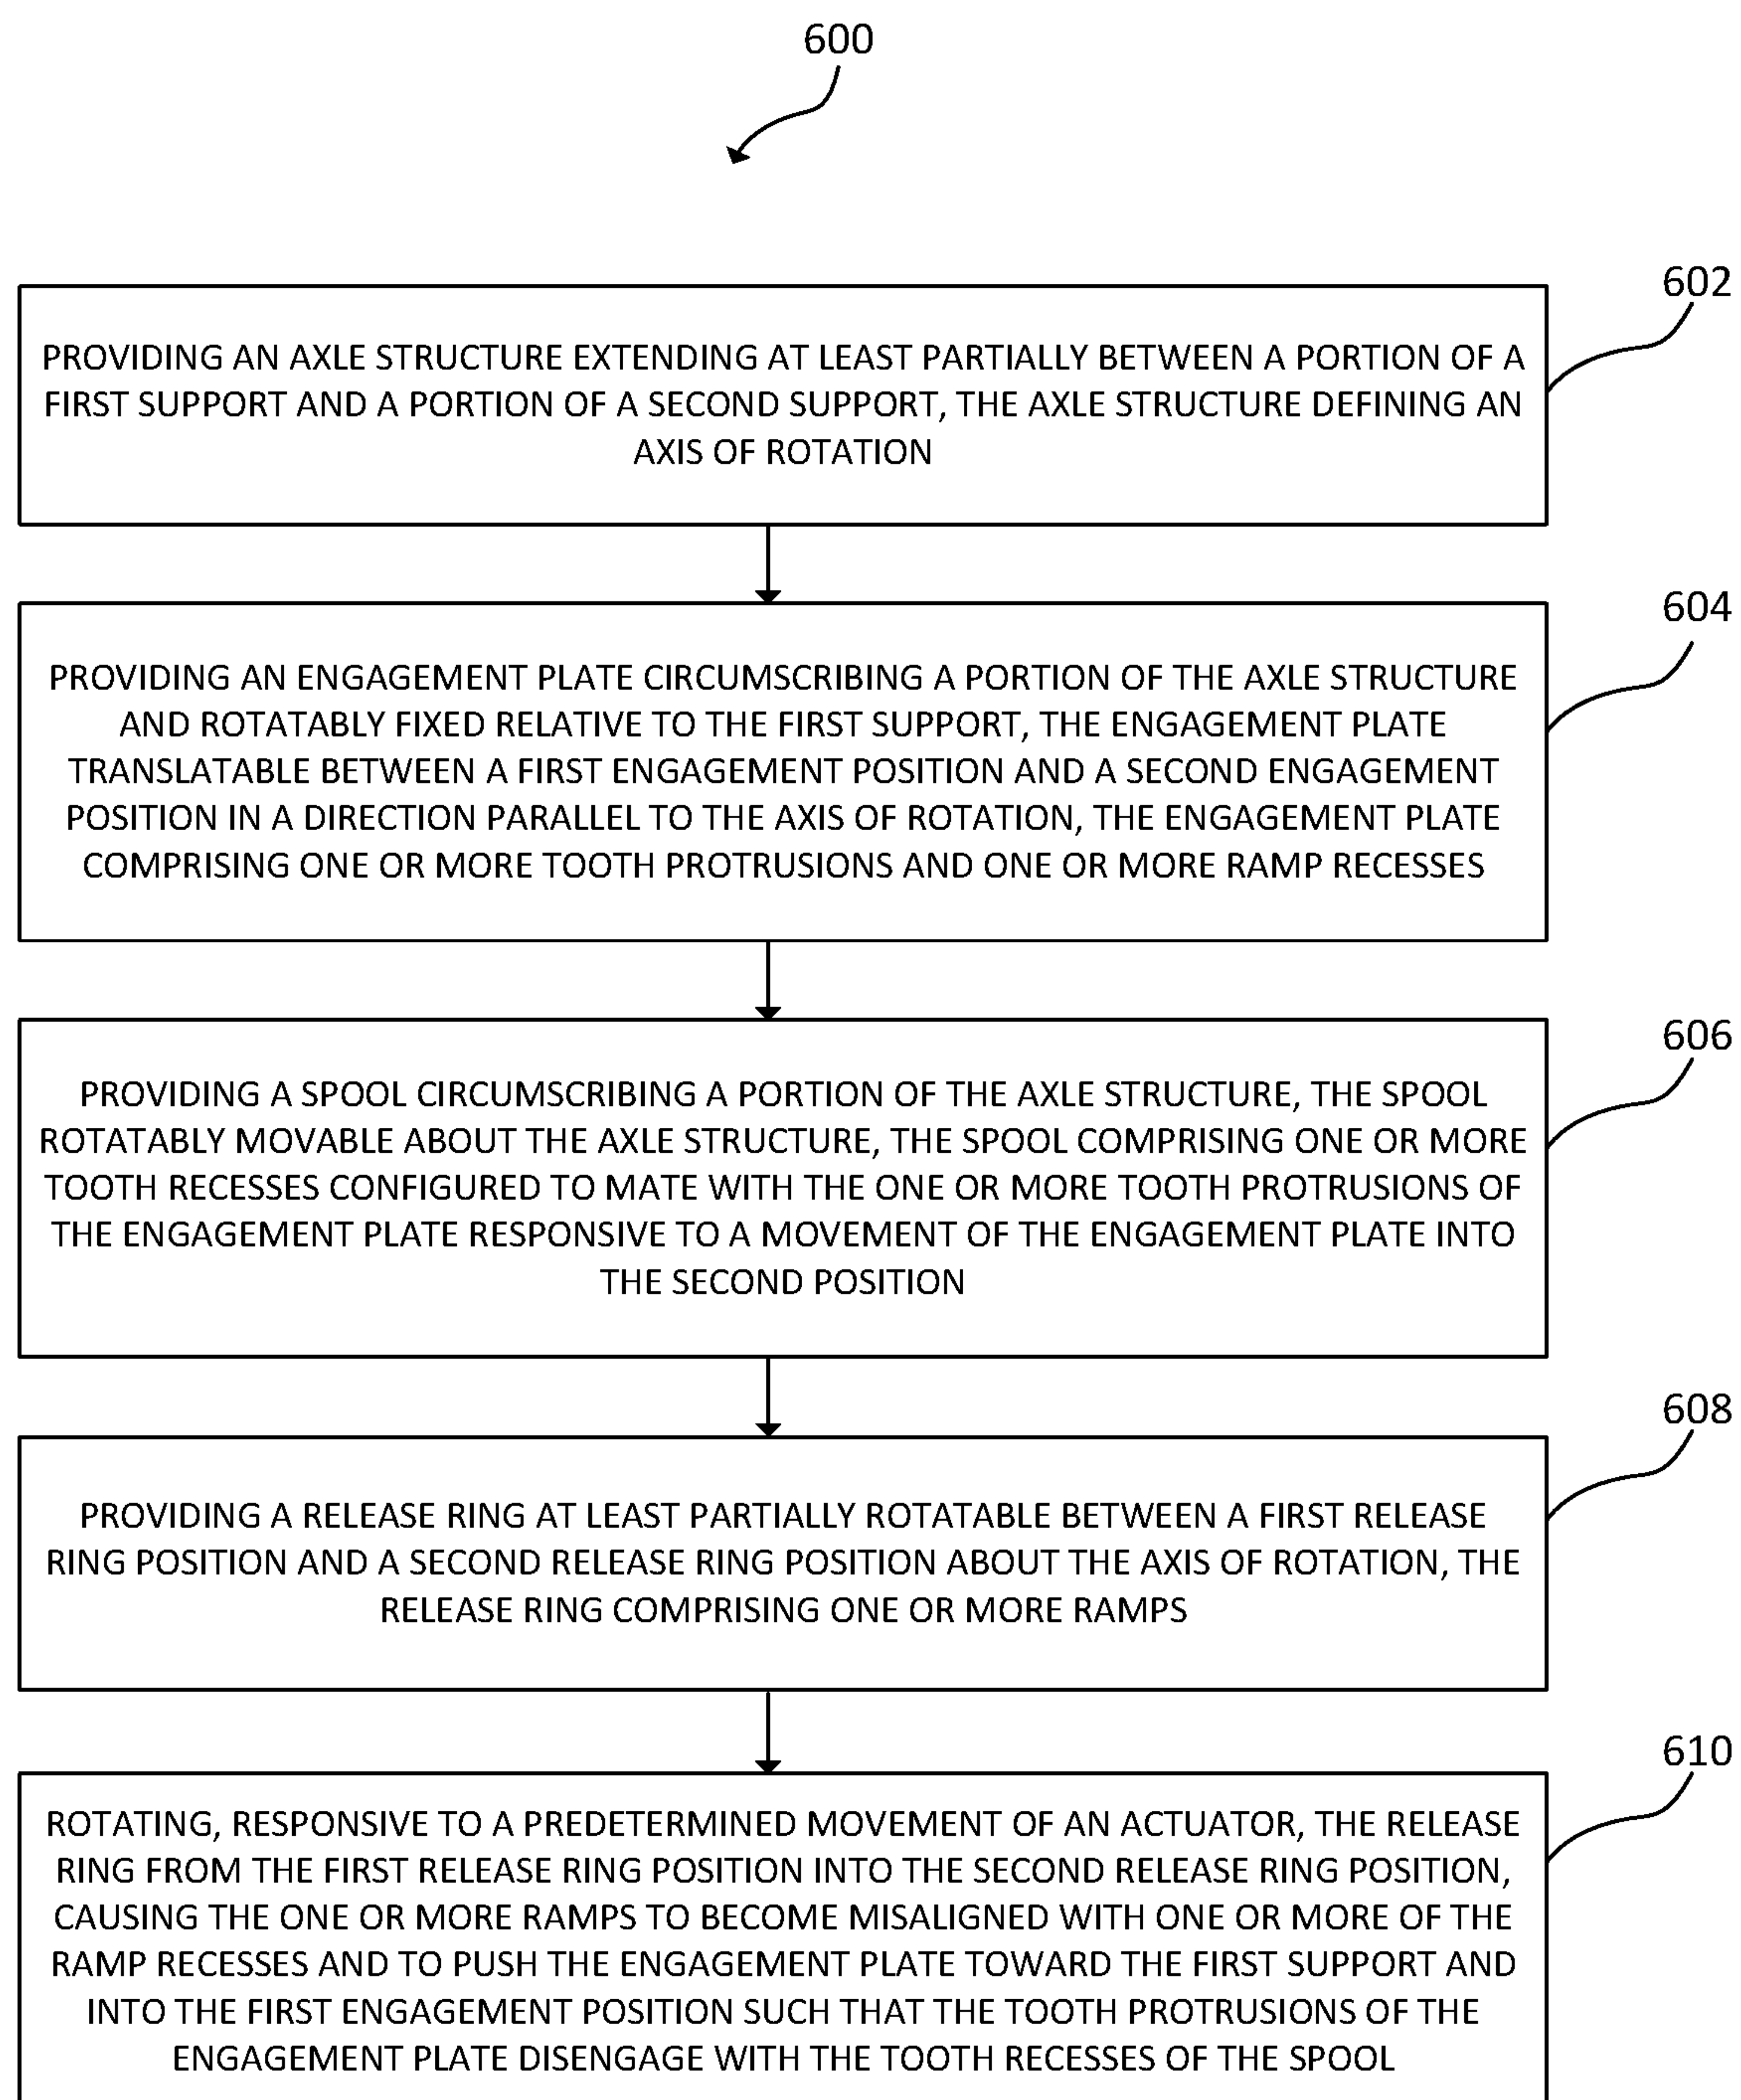 600
602
PROVIDING AN AXLE STRUCTURE EXTENDING AT LEAST PARTIALLY BETWEEN A PORTION OF A
FIRST SUPPORT AND A PORTION OF A SECOND SUPPORT, THE AXLE STRUCTURE DEFINING AN
AXIS OF ROTATION
604
PROVIDING AN ENGAGEMENT PLATE CIRCUMSCRIBING A PORTION OF THE AXLE STRUCTURE
AND ROTATABLY FIXED RELATIVE TO THE FIRST SUPPORT, THE ENGAGEMENT PLATE
TRANSLATABLE BETWEEN A FIRST ENGAGEMENT POSITION AND A SECOND ENGAGEMENT
POSITION IN A DIRECTION PARALLEL TO THE AXIS OF ROTATION, THE ENGAGEMENT PLATE
COMPRISING ONE OR MORE TOOTH PROTRUSIONS AND ONE OR MORE RAMP RECESSES
606
PROVIDING A SPOOL CIRCUMSCRIBING A PORTION OF THE AXLE STRUCTURE, THE SPOOL
ROTATABLY MOVABLE ABOUT THE AXLE STRUCTURE, THE SPOOL COMPRISING ONE OR MORE
TOOTH RECESSES CONFIGURED TO MATE WITH THE ONE OR MORE TOOTH PROTRUSIONS OF
THE ENGAGEMENT PLATE RESPONSIVE TO A MOVEMENT OF THE ENGAGEMENT PLATE INTO
THE SECOND POSITION
608
PROVIDING A RELEASE RING AT LEAST PARTIALLY ROTATABLE BETWEEN A FIRST RELEASE
RING POSITION AND A SECOND RELEASE RING POSITION ABOUT THE AXIS OF ROTATION, THE
RELEASE RING COMPRISING ONE OR MORE RAMPS
610
ROTATING, RESPONSIVE TO A PREDETERMINED MOVEMENT OF AN ACTUATOR, THE RELEASE
RING FROM THE FIRST RELEASE RING POSITION INTO THE SECOND RELEASE RING POSITION,
CAUSING THE ONE OR MORE RAMPS TO BECOME MISALIGNED WITH ONE OR MORE OF THE
RAMP RECESSES AND TO PUSH THE ENGAGEMENT PLATE TOWARD THE FIRST SUPPORT AND
INTO THE FIRST ENGAGEMENT POSITION SUCH THAT THE TOOTH PROTRUSIONS OF THE
ENGAGEMENT PLATE DISENGAGE WITH THE TOOTH RECESSES OF THE SPOOL